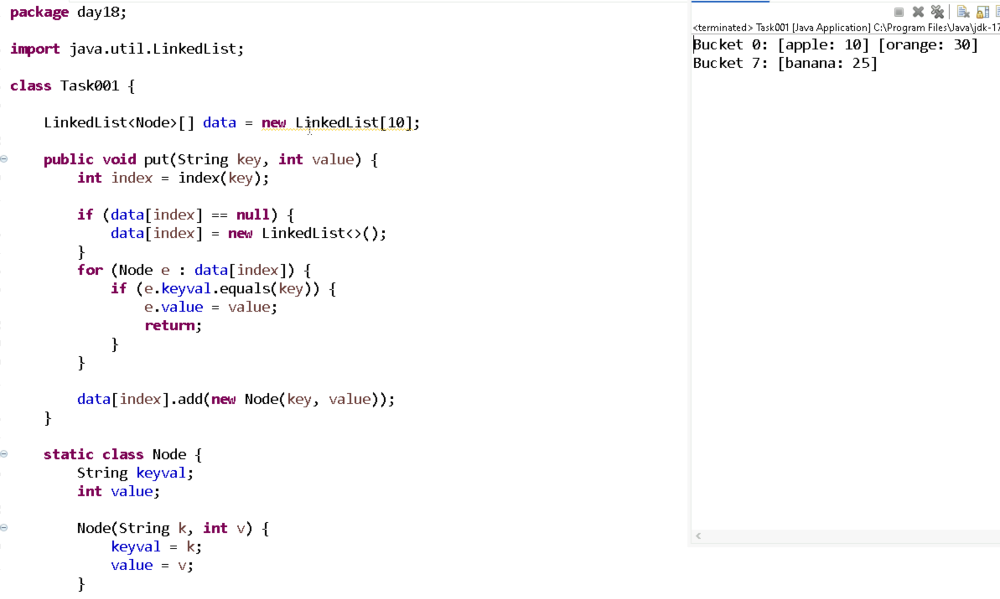 package day18;
import java.util.LinkedList;
class Task001 {
LinkedList<Node>[] data = new LinkedList[10];
public void put(String key, int value) {
int index = index(key);
if (data[index] == null) {
data[index] = new LinkedList<>();
}
for (Node e : data[index]) {
if (e.keyval.equals(key)) {
e.value = value;
return;
}
}
data[index].add(new Node(key, value));
}
static class Node {
String keyval;
int value;
Node(String k, int v) {
keyval = k;
value = v;
}
<terminated> Task001 [Java Application] C:\Program Files\Java\jdk-17
Bucket 0: [apple: 10] [orange: 30]
Bucket 7: [banana: 25]